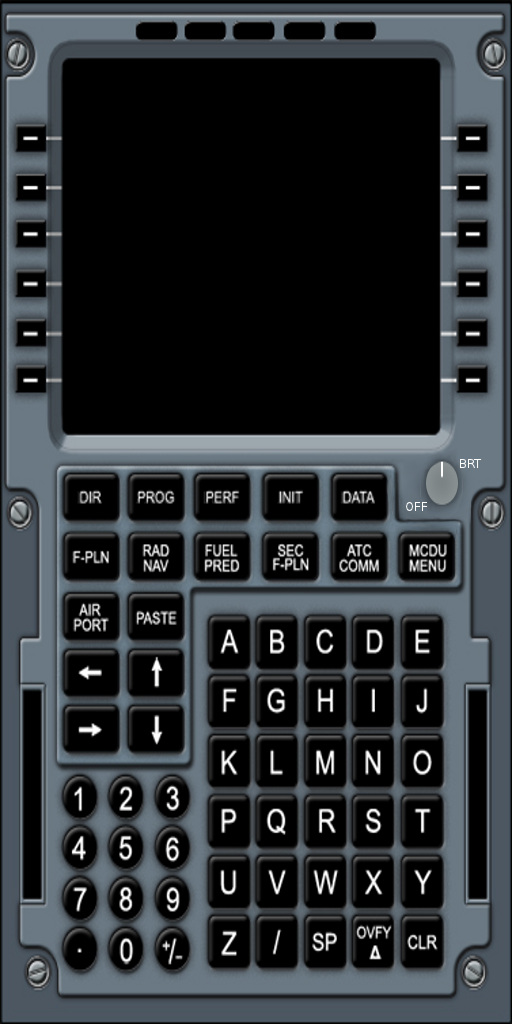 BRT
OFF
DIR PROG PERF INIT DATA
F-PLN RAD NAV FUEL PRED SEC F-PLN ATC COMM MCDU MENU
AIR PORT PASTE
← ↑
→ ↓
A B C D E
F G H I J
K L M N O
P Q R S T
U V W X Y
Z / SP OVFY Δ CLR
1 2 3
4 5 6
7 8 9
. 0 +/-